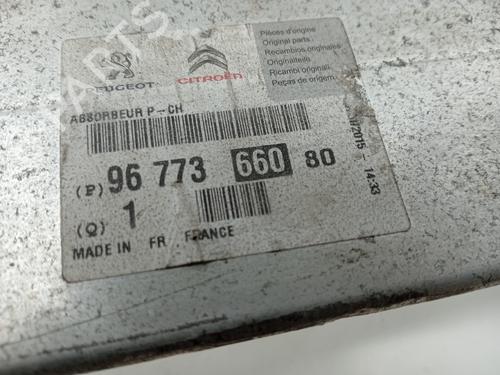 PEUGEOT
CITROËN
Pièces d'origine
Original parts
Recambios originales
Originalteile
Ricambi originali
Peças de origem
ABSORBEUR P-CH
(P) 96 773 660 80
(Q) 1
MADE IN FR FRANCE
/2015 - 14:33